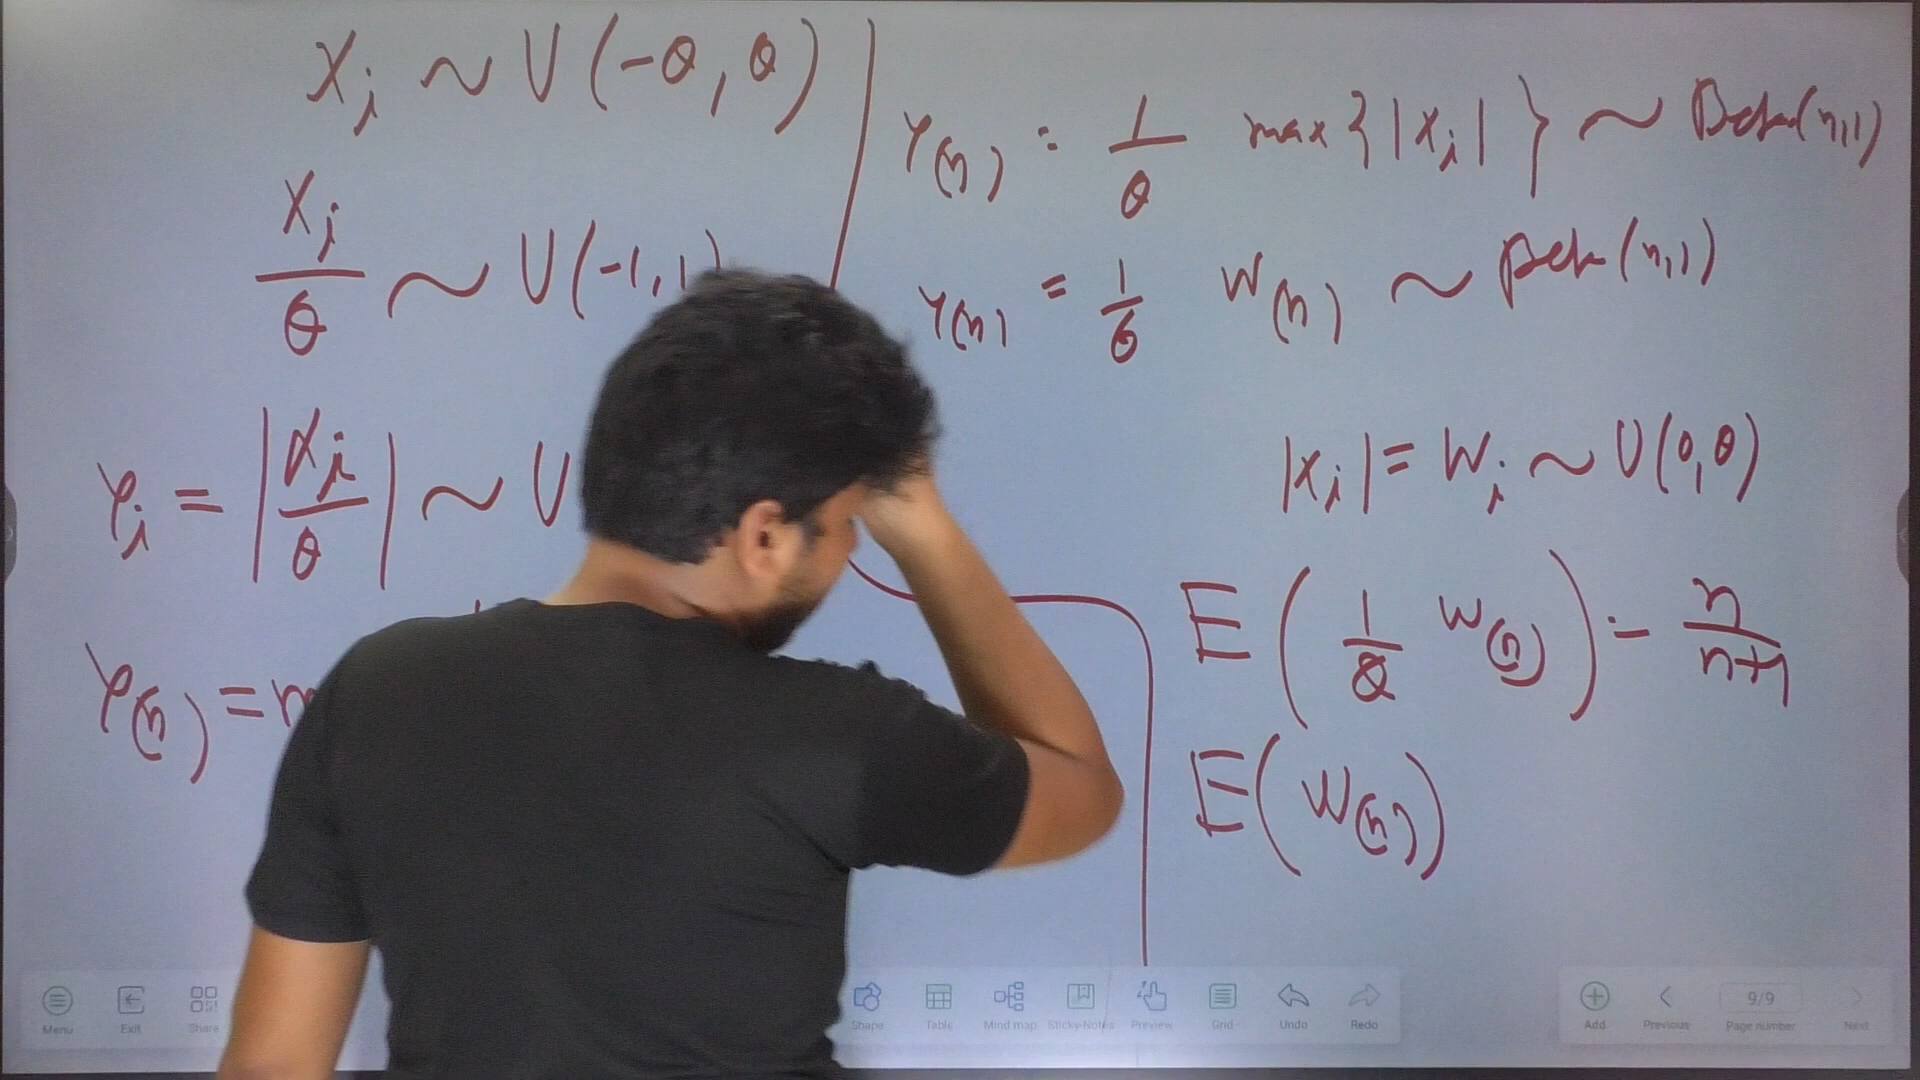 Xi ~ U(-θ, θ)
Xi/θ ~ U(-1, 1)
Yi = |Xi/θ| ~ U
Y(n) = m
Y(n) = 1/θ max{|Xi|} ~ Beta(n,1)
Y(n) = 1/θ W(n) ~ Beta(n,1)
|Xi| = Wi ~ U(0, θ)
E(1/θ W(n)) = n/n+1
E(W(n))
Menu
Exit
Share
Shape
Table
Mind map
Sticky-Notes
Preview
Grid
Undo
Redo
Add
Previous
9/9
Page number
Next